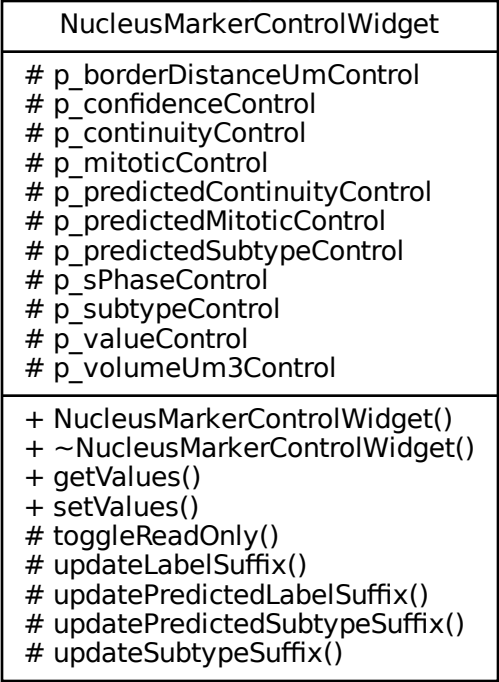 NucleusMarkerControlWidget
# p_borderDistanceUmControl
# p_confidenceControl
# p_continuityControl
# p_mitoticControl
# p_predictedContinuityControl
# p_predictedMitoticControl
# p_predictedSubtypeControl
# p_sPhaseControl
# p_subtypeControl
# p_valueControl
# p_volumeUm3Control
+ NucleusMarkerControlWidget()
+ ~NucleusMarkerControlWidget()
+ getValues()
+ setValues()
# toggleReadOnly()
# updateLabelSuffix()
# updatePredictedLabelSuffix()
# updatePredictedSubtypeSuffix()
# updateSubtypeSuffix()